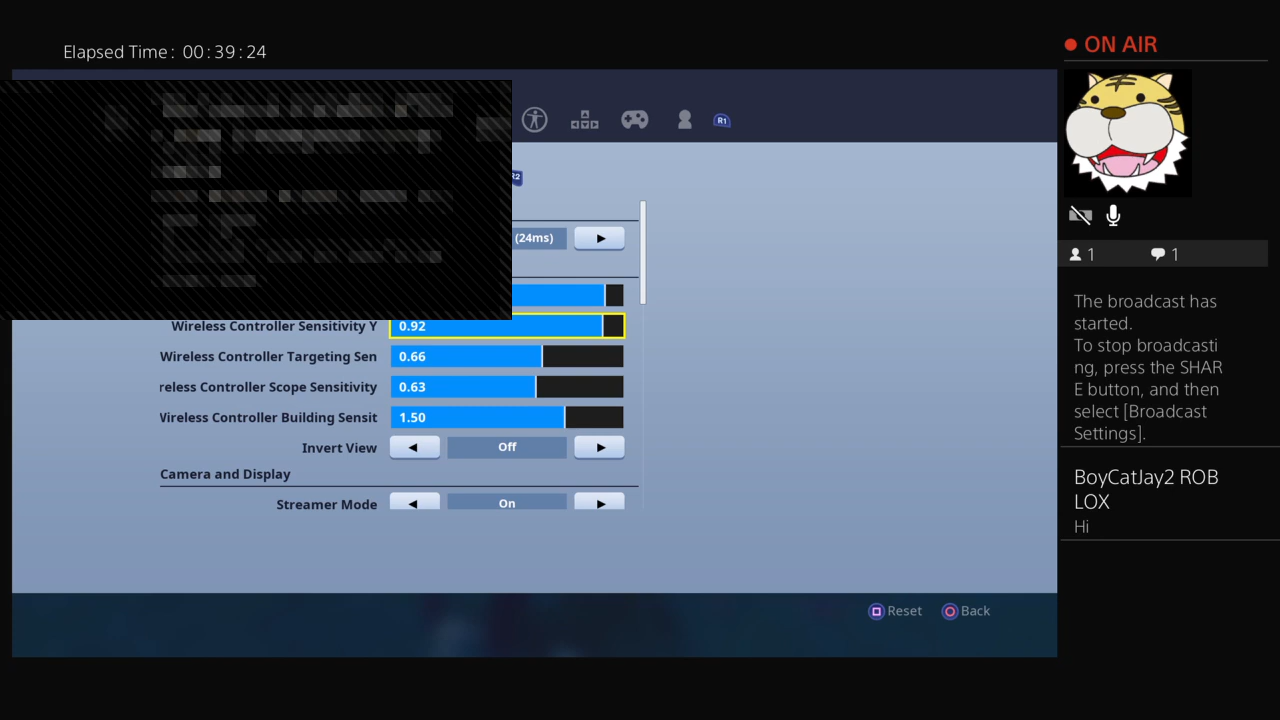 Elapsed Time: 00:39:24
ON AIR
R1
R2
(24ms)
Wireless Controller Sensitivity Y
0.92
Wireless Controller Targeting Sen
0.66
reless Controller Scope Sensitivity
0.63
Wireless Controller Building Sensit
1.50
Invert View
Off
Camera and Display
Streamer Mode
On
Reset
Back
1
1
The broadcast has
started.
To stop broadcasti
ng, press the SHAR
E button, and then
select [Broadcast
Settings].
BoyCatJay2 ROB
LOX
Hi